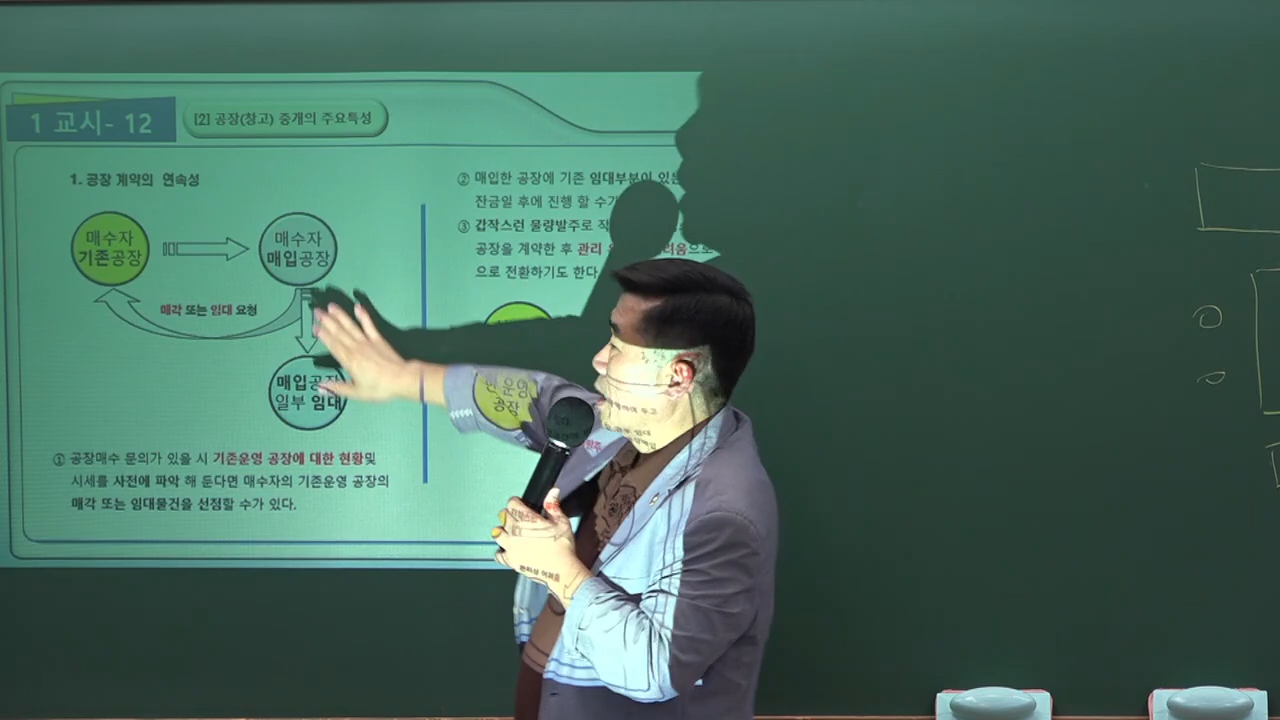 1 교시- 12
[2] 공장(창고) 중개의 주요특성
1. 공장 계약의 연속성
매수자
기존공장
매수자
매입공장
매각 또는 임대 요청
매입공장
일부 임대
① 공장매수 문의가 있을 시 기존운영 공장에 대한 현황및
시세를 사전에 파악 해 둔다면 매수자의 기존운영 공장의
매각 또는 임대물건을 선점할 수가 있다.
② 매입한 공장에 기존 임대부분이 있는
잔금일 후에 진행 할 수가
③ 갑작스런 물량발주로
공장을 계약한 후 관리
으로 전환하기도 한다
현운영
공장